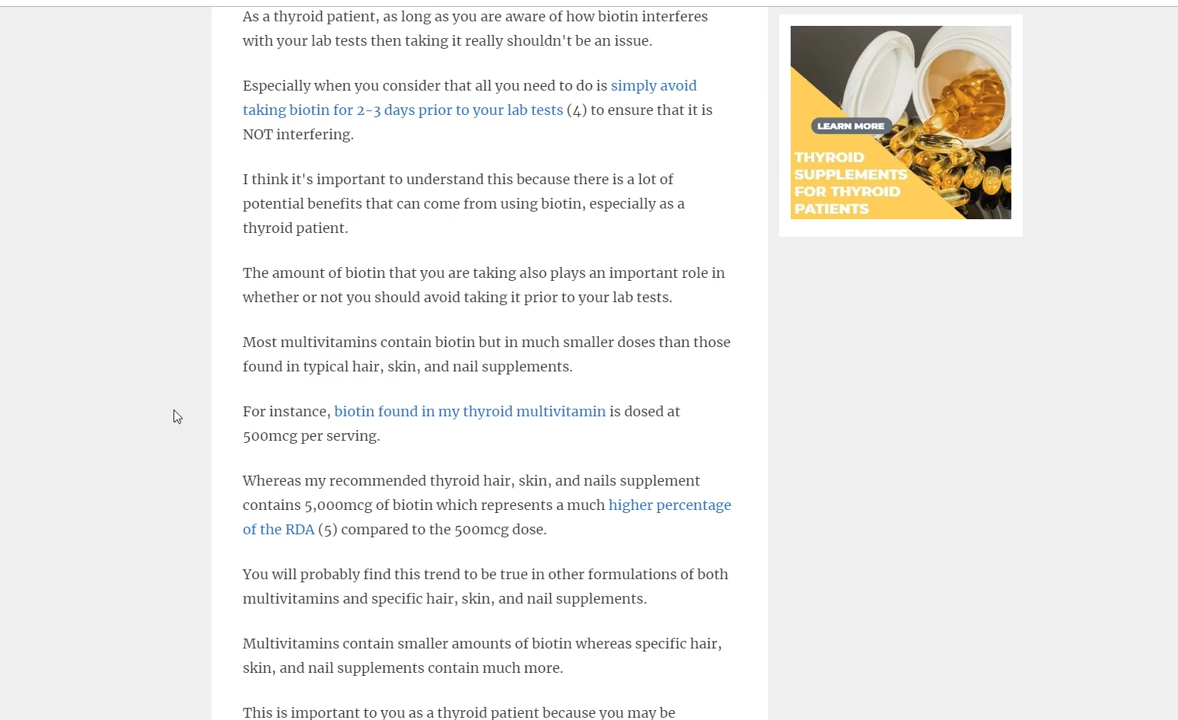 As a thyroid patient, as long as you are aware of how biotin interferes
with your lab tests then taking it really shouldn't be an issue.
Especially when you consider that all you need to do is simply avoid
taking biotin for 2-3 days prior to your lab tests (4) to ensure that it is
NOT interfering.
I think it's important to understand this because there is a lot of
potential benefits that can come from using biotin, especially as a
thyroid patient.
The amount of biotin that you are taking also plays an important role in
whether or not you should avoid taking it prior to your lab tests.
Most multivitamins contain biotin but in much smaller doses than those
found in typical hair, skin, and nail supplements.
For instance, biotin found in my thyroid multivitamin is dosed at
500mcg per serving.
Whereas my recommended thyroid hair, skin, and nails supplement
contains 5,000mcg of biotin which represents a much higher percentage
of the RDA (5) compared to the 500mcg dose.
You will probably find this trend to be true in other formulations of both
multivitamins and specific hair, skin, and nail supplements.
Multivitamins contain smaller amounts of biotin whereas specific hair,
skin, and nail supplements contain much more.
This is important to you as a thyroid patient because you may be
LEARN MORE
THYROID
SUPPLEMENTS
FOR THYROID
PATIENTS